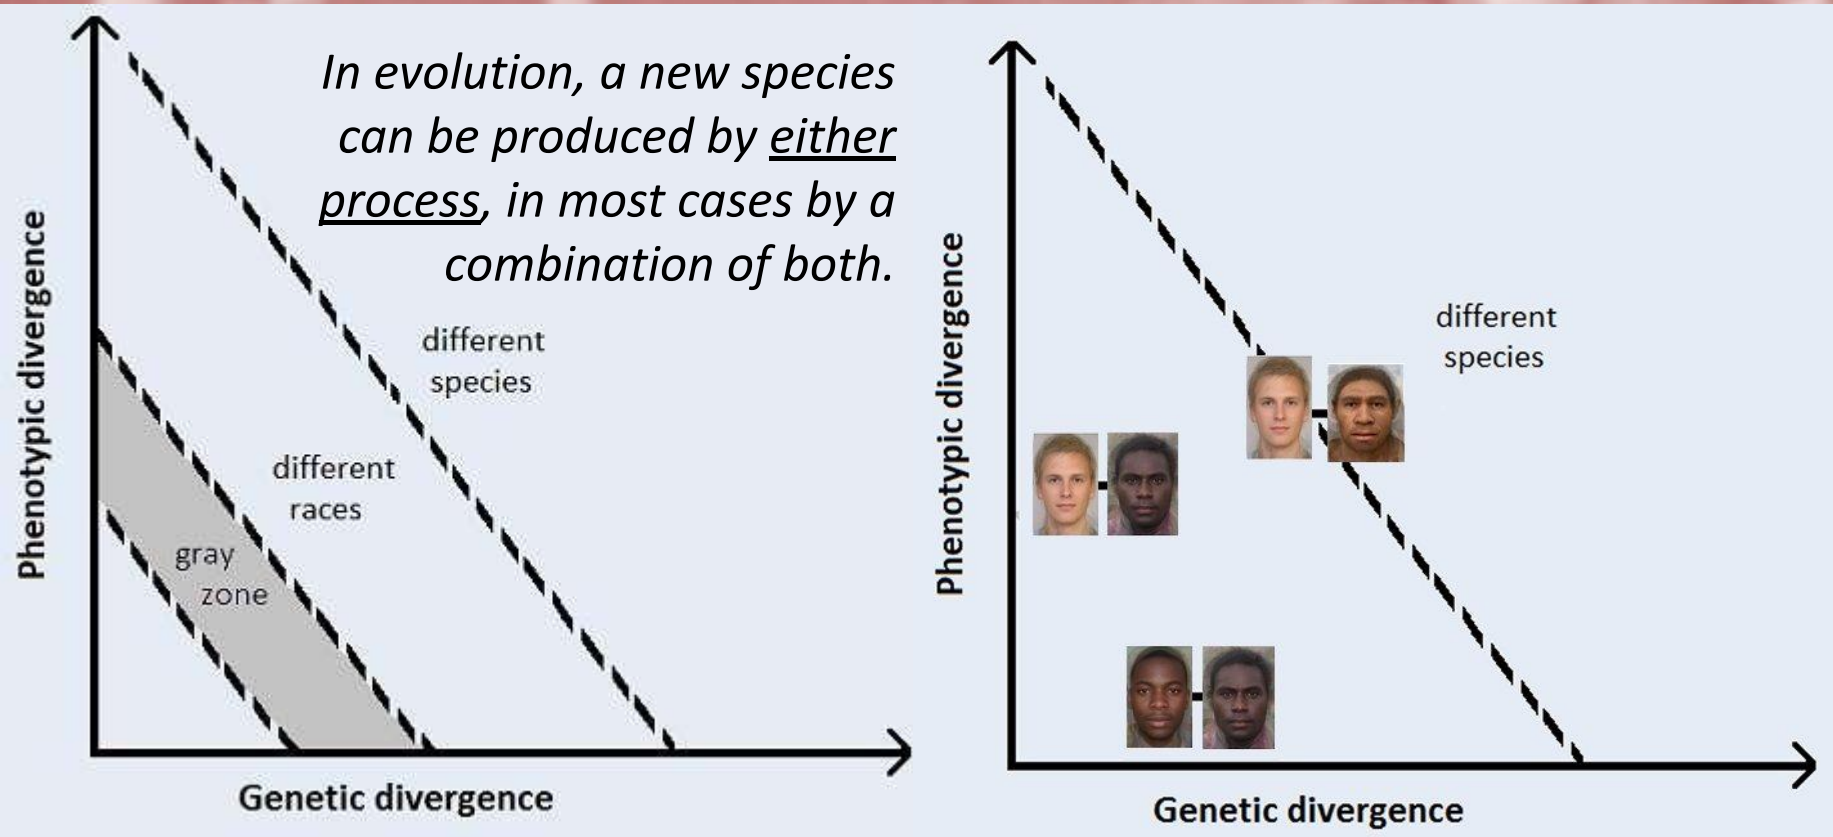 In evolution, a new species
can be produced by either
process, in most cases by a
combination of both.
Phenotypic divergence
different
species
different
races
gray
zone
Genetic divergence
Phenotypic divergence
different
species
Genetic divergence